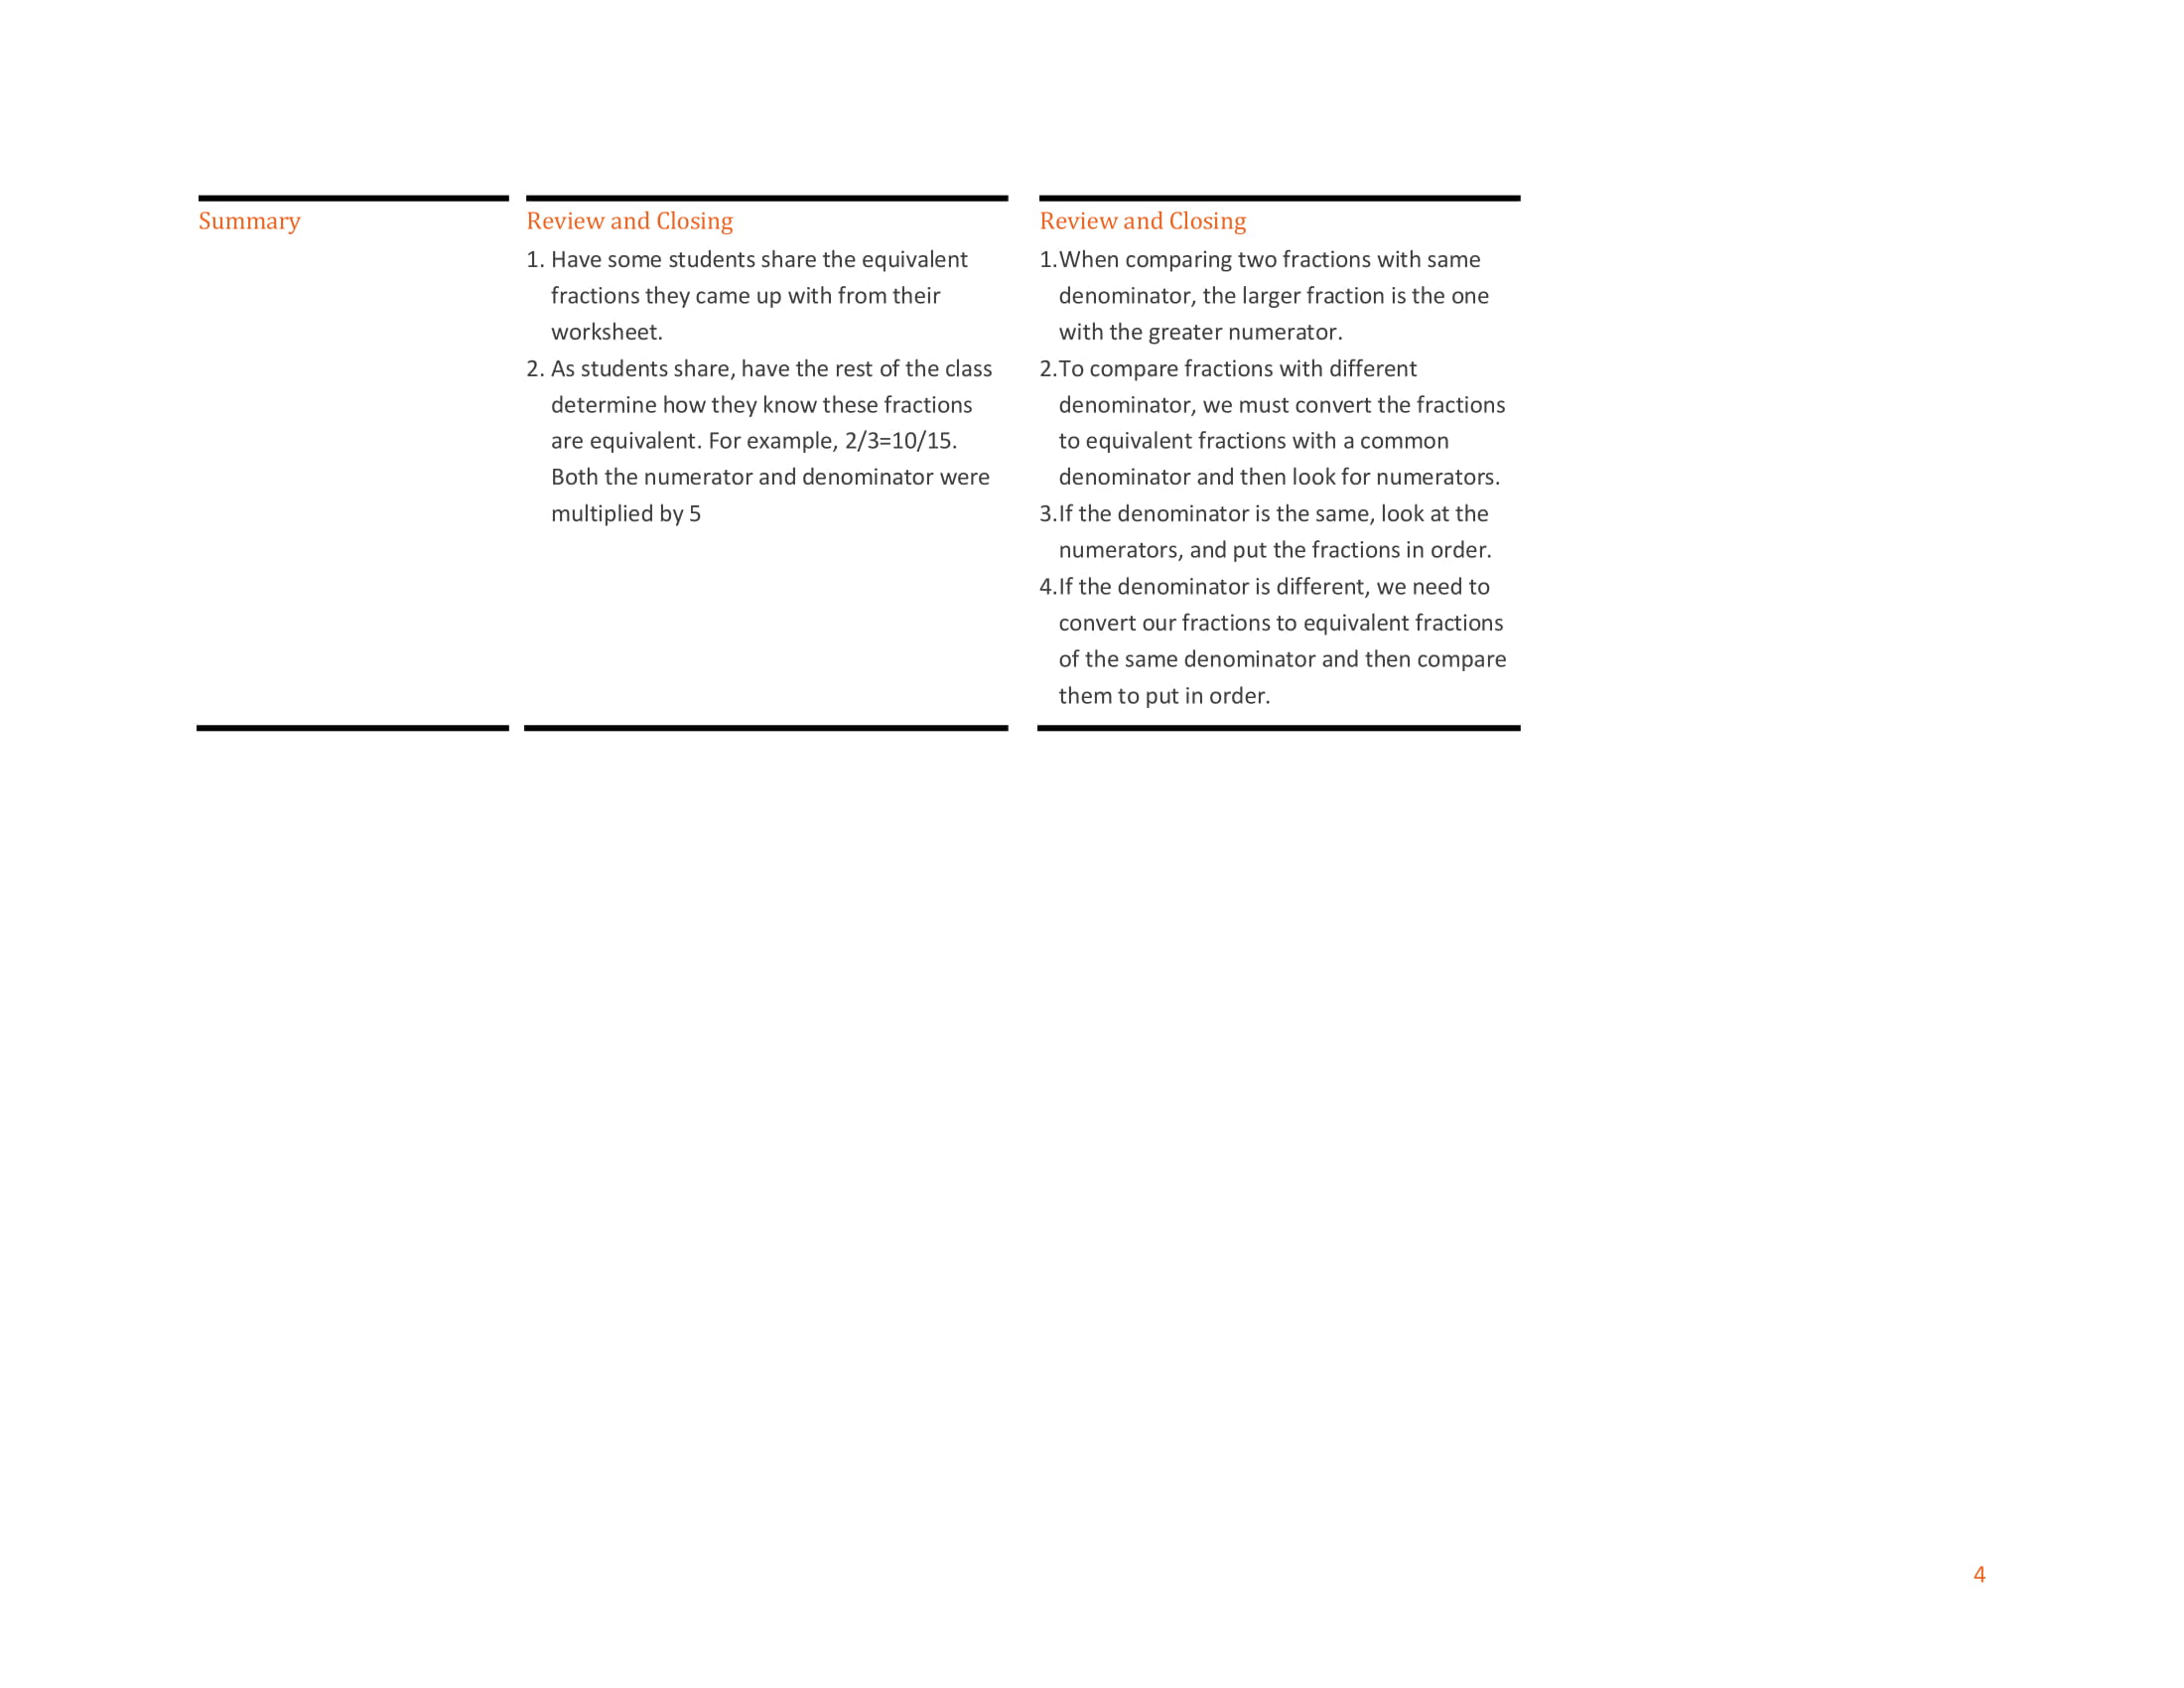 Summary
Review and Closing
1. Have some students share the equivalent
fractions they came up with from their
worksheet.
2. As students share, have the rest of the class
determine how they know these fractions
are equivalent. For example, 2/3=10/15.
Both the numerator and denominator were
multiplied by 5
Review and Closing
1.When comparing two fractions with same
denominator, the larger fraction is the one
with the greater numerator.
2.To compare fractions with different
denominator, we must convert the fractions
to equivalent fractions with a common
denominator and then look for numerators.
3.If the denominator is the same, look at the
numerators, and put the fractions in order.
4.If the denominator is different, we need to
convert our fractions to equivalent fractions
of the same denominator and then compare
them to put in order.
4